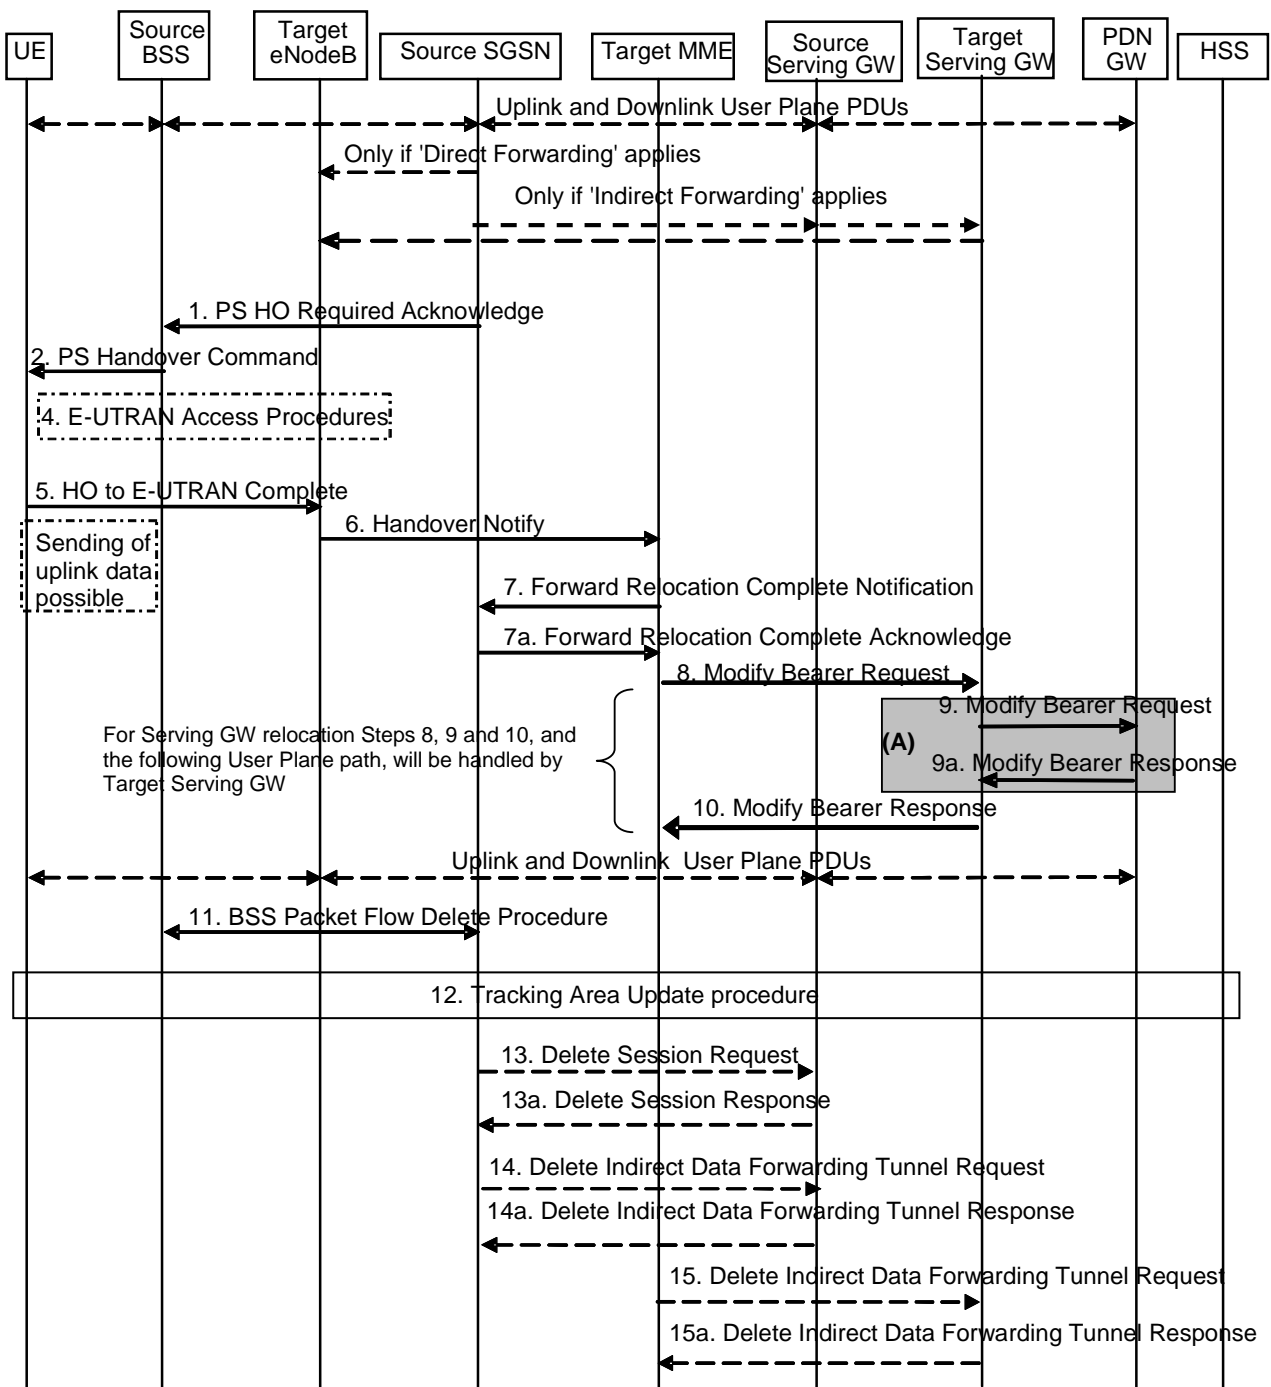 UE
Source
BSS
Target
eNodeB
Source SGSN
Target MME
Source
Serving GW
Target
Serving GW
PDN
GW
HSS
Uplink and Downlink User Plane PDUs
Only if 'Direct Forwarding' applies
Only if 'Indirect Forwarding' applies
1. PS HO Required Acknowledge
2. PS Handover Command
4. E-UTRAN Access Procedures
5. HO to E-UTRAN Complete
6. Handover Notify
Sending of
uplink data
possible
7. Forward Relocation Complete Notification
7a. Forward Relocation Complete Acknowledge
8. Modify Bearer Request
9. Modify Bearer Request
(A)
9a. Modify Bearer Response
For Serving GW relocation Steps 8, 9 and 10, and
the following User Plane path, will be handled by
Target Serving GW
10. Modify Bearer Response
Uplink and Downlink User Plane PDUs
11. BSS Packet Flow Delete Procedure
12. Tracking Area Update procedure
13. Delete Session Request
13a. Delete Session Response
14. Delete Indirect Data Forwarding Tunnel Request
14a. Delete Indirect Data Forwarding Tunnel Response
15. Delete Indirect Data Forwarding Tunnel Request
15a. Delete Indirect Data Forwarding Tunnel Response